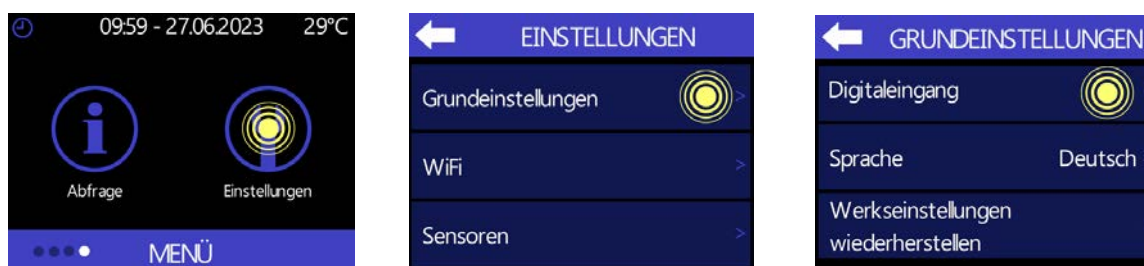 09:59 - 27.06.2023 29°C
Abfrage Einstellungen
MENÜ
EINSTELLUNGEN
Grundeinstellungen >
WiFi >
Sensoren >
GRUNDEINSTELLUNGEN
Digitaleingang
Sprache Deutsch
Werkseinstellungen
wiederherstellen